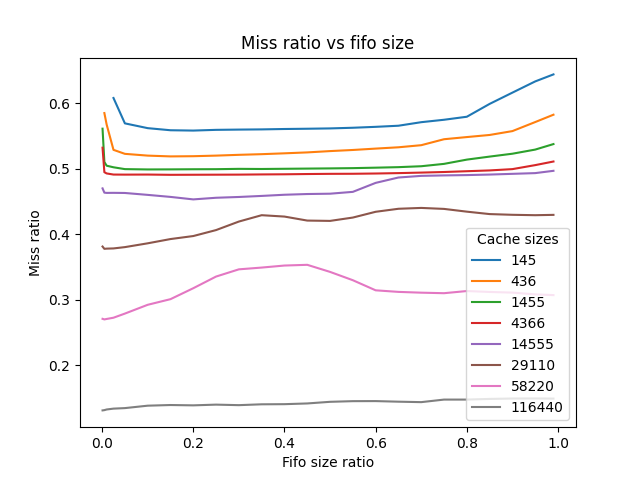 Miss ratio vs fifo size
Miss ratio
0.6
0.5
0.4
0.3
0.2
0.0 0.2 0.4 0.6 0.8 1.0
Fifo size ratio
Cache sizes
145
436
1455
4366
14555
29110
58220
116440